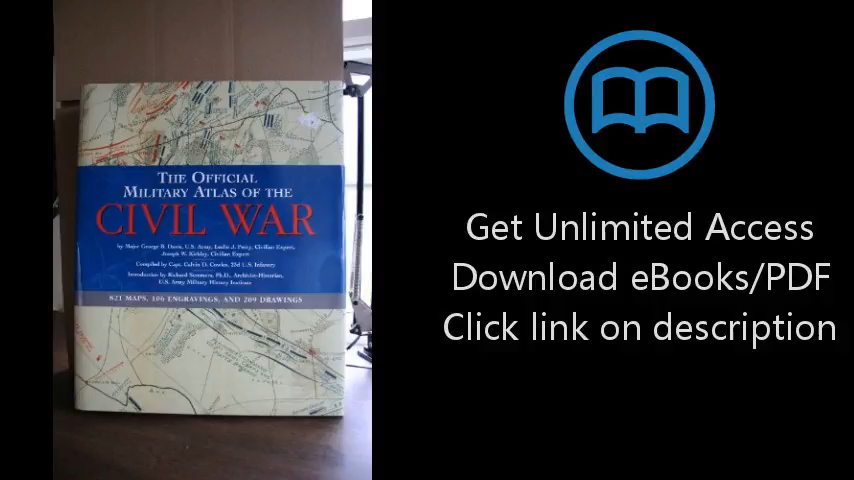 THE OFFICIAL
MILITARY ATLAS OF THE
CIVIL WAR
by Major George B. Davis, U.S. Army, Leslie J. Perry, Civilian Expert,
Joseph W. Kirkley, Civilian Expert
Compiled by Capt. Calvin D. Cowles, 23d U.S. Infantry
Introduction by Richard Sommers, Ph.D., Archivist-Historian,
U.S. Army Military History Institute
821 MAPS, 106 ENGRAVINGS, AND 209 DRAWINGS
Get Unlimited Access
Download eBooks/PDF
Click link on description